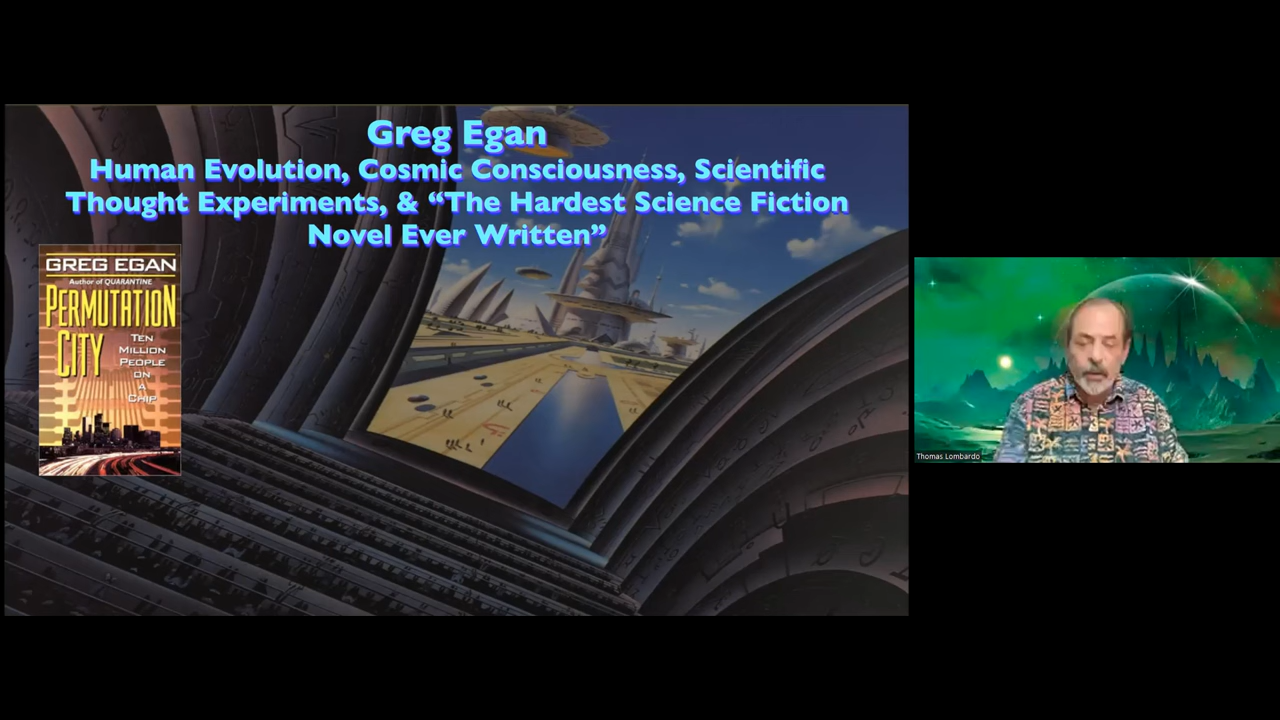 Greg Egan
Human Evolution, Cosmic Consciousness, Scientific
Thought Experiments, & “The Hardest Science Fiction
Novel Ever Written”
GREG EGAN
Author of QUARANTINE
PERMUTATION
CITY
TEN
MILLION
PEOPLE
ON
A
CHIP
Thomas Lombardo